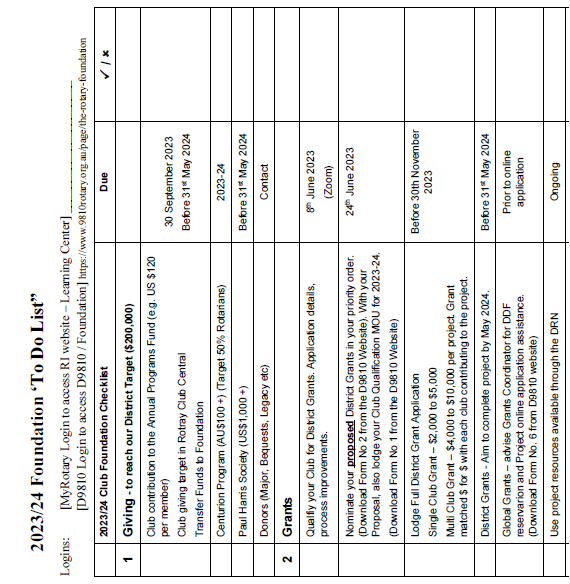 2023/24 Foundation ‘To Do List”
Logins: [MyRotary Login to access RI website – Learning Center]
[D9810 Login to access D9810 / Foundation] https://www.9810rotary.org.au/page/the-rotary-foundation
2023/24 Club Foundation Checklist Due ✓ / ×
1 Giving - to reach our District Target ($200,000)
Club contribution to the Annual Programs Fund (e.g. US $120
per member)
30 September 2023
Club giving target in Rotray Club Central
Before 31st May 2024
Transfer Funds to Foundation
Centurion Program (AU$100 +) (Target 50% Rotarians) 2023-24
Paul Harris Society (US$1,000 +) Before 31st May 2024
Donors (Major, Bequests, Legacy etc) Contact
2 Grants
Qualfiy your Club for District Grants. Application details,
process improvements.
8th June 2023
(Zoom)
Nominate your proposed District Grants in your priority order.
(Download Form No 2 from the D9810 Website). With your
Proposal, also lodge your Club Qualification MOU for 2023-24.
(Download Form No 1 from the D9810 Website)
24th June 2023
Lodge Full District Grant Application
Single Club Grant – $2,000 to $5,000
Multi Club Grant – $4,000 to $10,000 per project. Grant
matched $ for $ with each club contributing to the project.
Before 30th November
2023
District Grants - Aim to complete project by May 2024. Before 31st May 2024
Global Grants – advise Grants Coordinator for DDF
reservarion and Project online application assistance.
(Download Form No. 6 from D9810 website)
Prior to online
application
Use project resources available through the DRN Ongoing